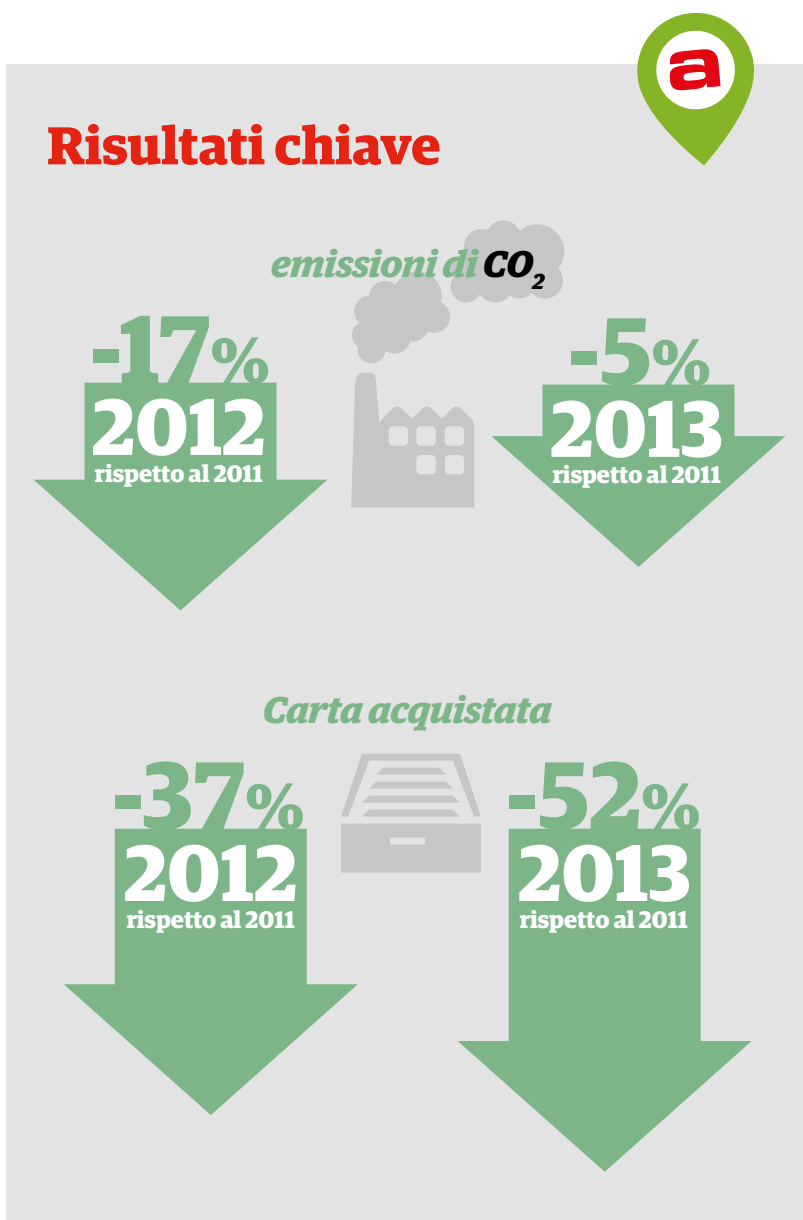 a
Risultati chiave
emissioni di CO₂
-17%
2012
rispetto al 2011
-5%
2013
rispetto al 2011
Carta acquistata
-37%
2012
rispetto al 2011
-52%
2013
rispetto al 2011